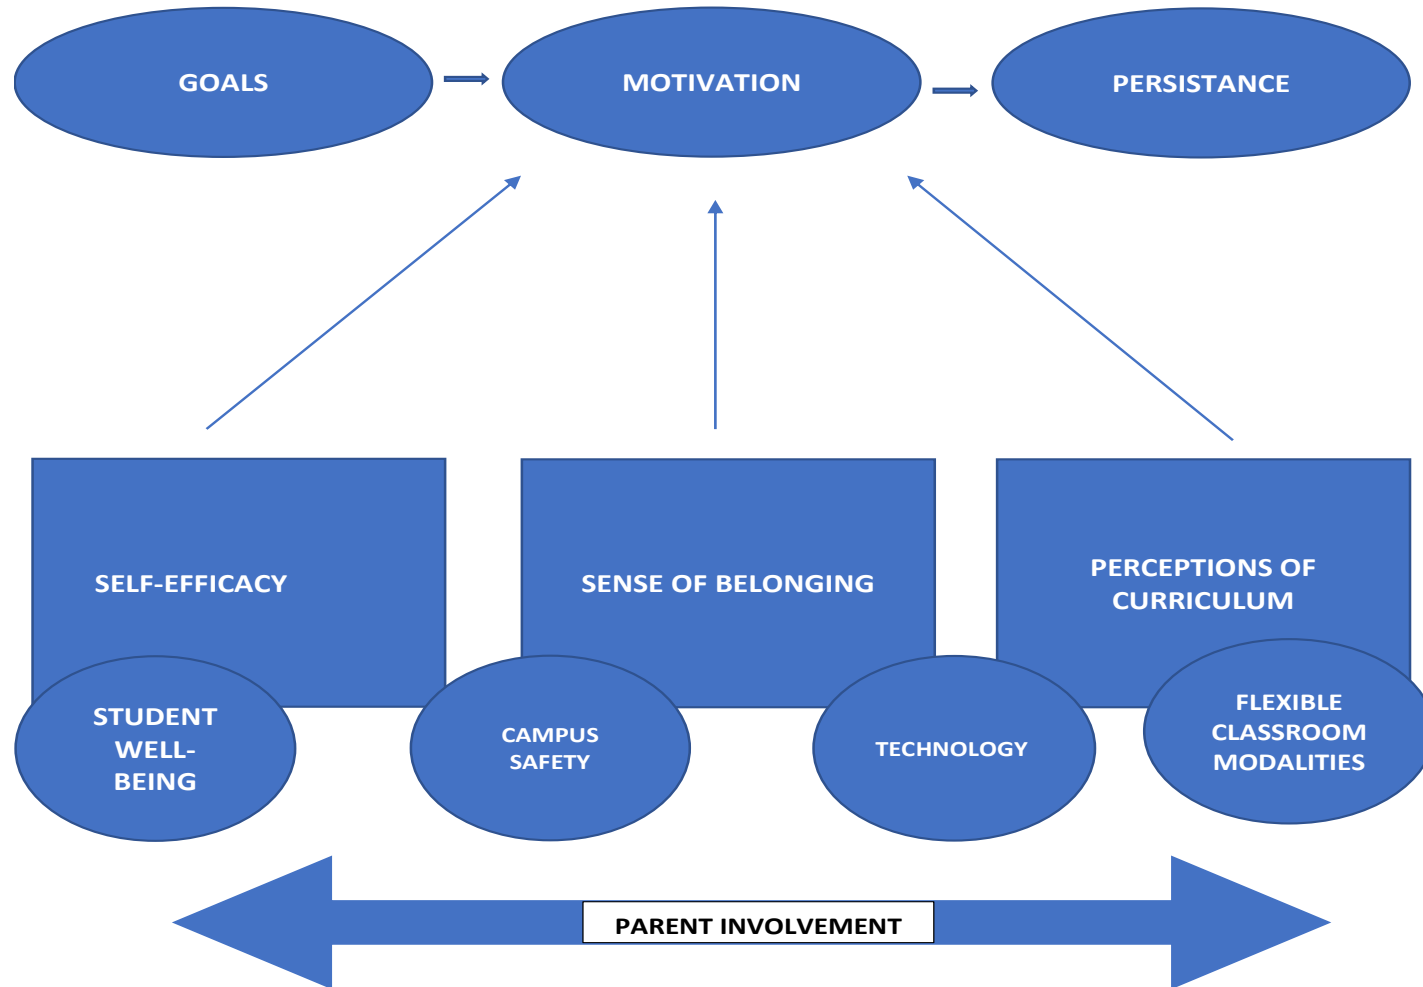 GOALS
MOTIVATION
PERSISTANCE
SELF-EFFICACY
SENSE OF BELONGING
PERCEPTIONS OF
CURRICULUM
STUDENT
WELL-
BEING
CAMPUS
SAFETY
TECHNOLOGY
FLEXIBLE
CLASSROOM
MODALITIES
PARENT INVOLVEMENT